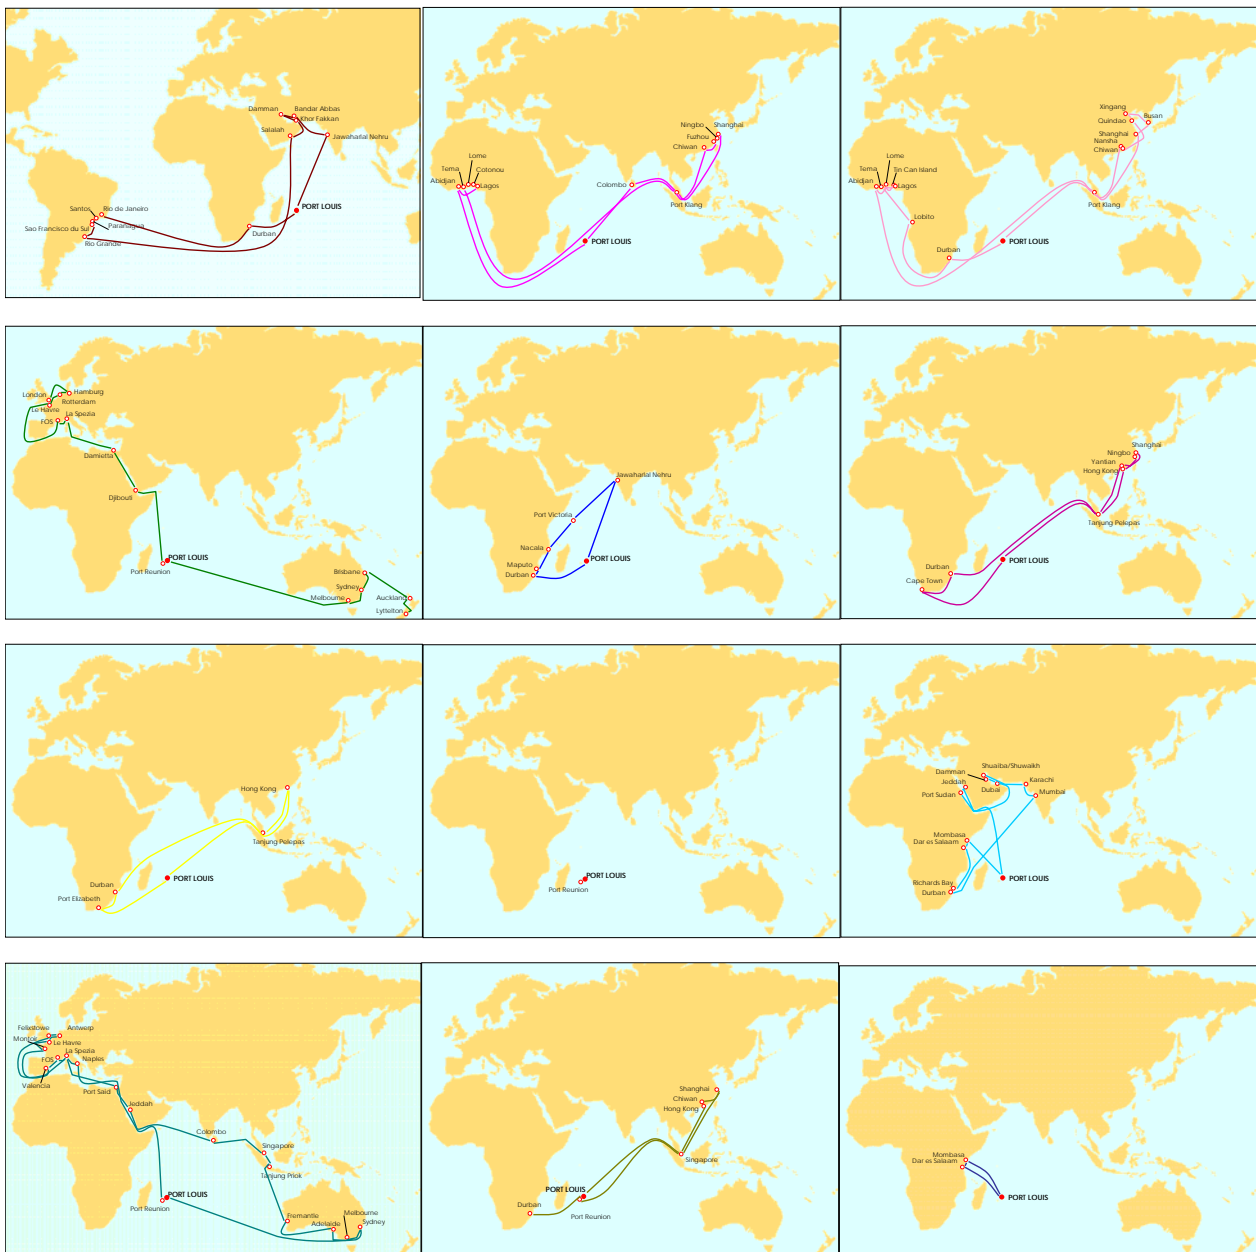 Damman
Bandar Abbas
Khor Fakkan
Salalah
Jawaharlal Nehru
PORT LOUIS
Santos
Rio de Janeiro
Paranagua
Sao Francisco do Sul
Rio Grande
Durban
Ningbo
Shanghai
Fuzhou
Chiwan
Lome
Tema
Cotonou
Abidjan
Lagos
Colombo
Port Klang
PORT LOUIS
Xingang
Quindao
Busan
Shanghai
Nansha
Chiwan
Lome
Tema
Tin Can Island
Abidjan
Lagos
Port Klang
Lobito
Durban
PORT LOUIS
London
Hamburg
Rotterdam
Le Havre
La Spezia
FOS
Damietta
Djibouti
PORT LOUIS
Port Reunion
Brisbane
Sydney
Melbourne
Auckland
Lyttelton
Jawaharlal Nehru
Port Victoria
Nacala
Maputo
Durban
PORT LOUIS
Shanghai
Ningbo
Yantian
Hong Kong
Tanjung Pelepas
PORT LOUIS
Durban
Cape Town
Hong Kong
Tanjung Pelepas
Durban
PORT LOUIS
Port Elizabeth
PORT LOUIS
Port Reunion
Shuaiba/Shuwaikh
Damman
Jeddah
Dubai
Karachi
Port Sudan
Mumbai
Mombasa
Dar es Salaam
Richards Bay
Durban
PORT LOUIS
Felixstowe
Antwerp
Montoir
Le Havre
La Spezia
FOS
Naples
Valencia
Port Said
Jeddah
Colombo
Singapore
Tanjung Priok
PORT LOUIS
Port Reunion
Fremantle
Adelaide
Melbourne
Sydney
Shanghai
Chiwan
Hong Kong
Singapore
PORT LOUIS
Durban
Port Reunion
Mombasa
Dar es Salaam
PORT LOUIS